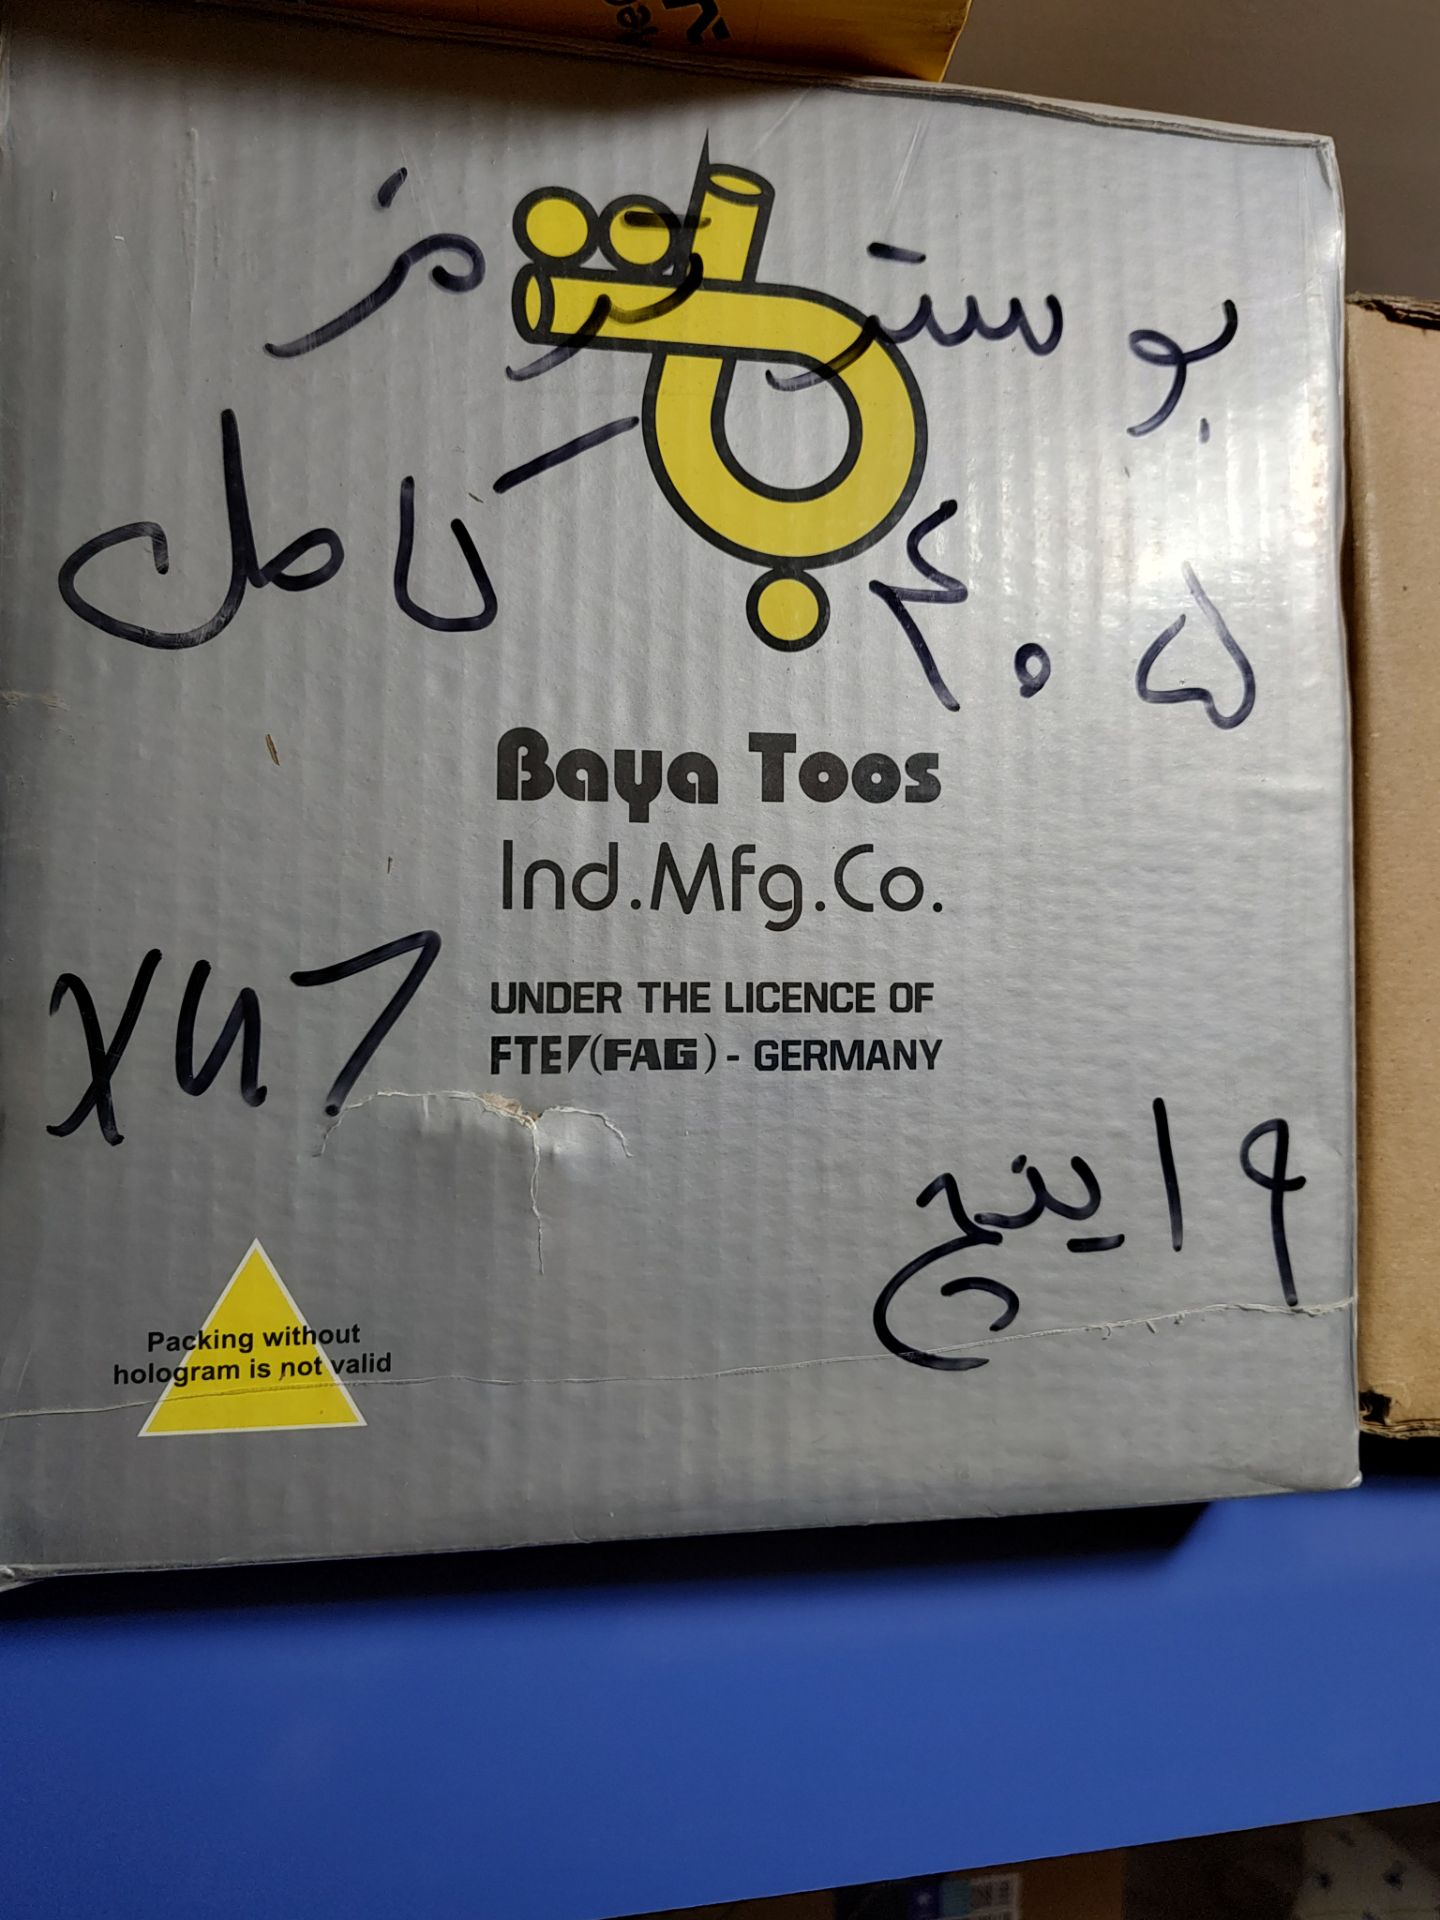 بوستر ترمز
۴۰۵ کامل
Baya Toos
Ind.Mfg.Co.
UNDER THE LICENCE OF
FTE (FAG) - GERMANY
XU7
۹ اینچ
Packing without
hologram is not valid